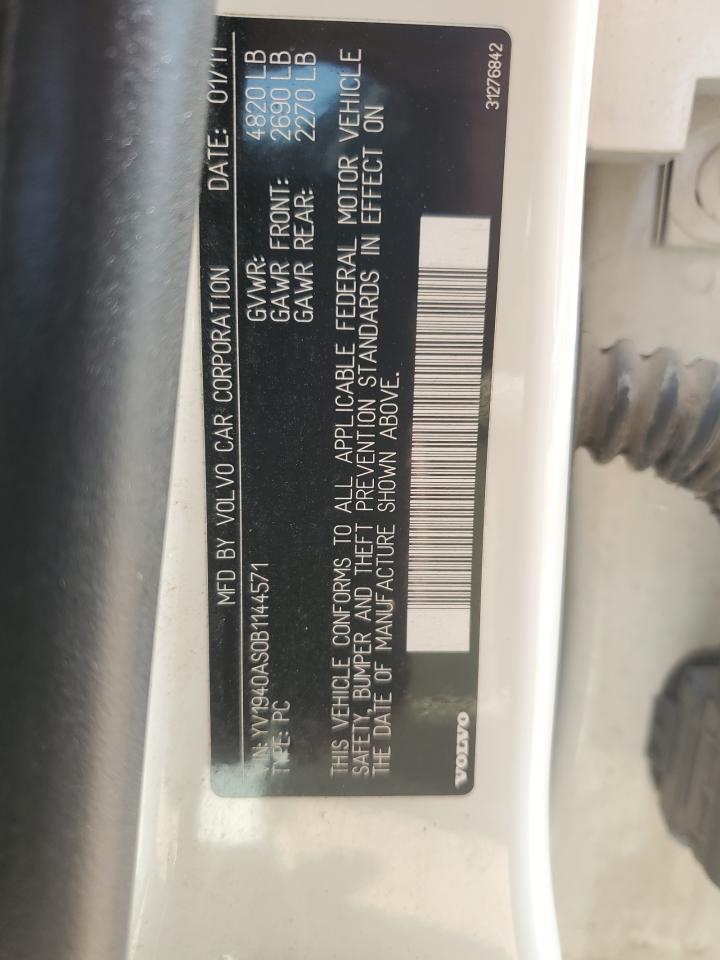 MFD BY VOLVO CAR CORPORATION DATE: 01/11
VIN: YV1940AS0B1144571 GVWR: 4820 LB
TYPE: PC GAWR FRONT: 2690 LB
GAWR REAR: 2270 LB
THIS VEHICLE CONFORMS TO ALL APPLICABLE FEDERAL MOTOR VEHICLE
SAFETY, BUMPER AND THEFT PREVENTION STANDARDS IN EFFECT ON
THE DATE OF MANUFACTURE SHOWN ABOVE.
VOLVO 31276842